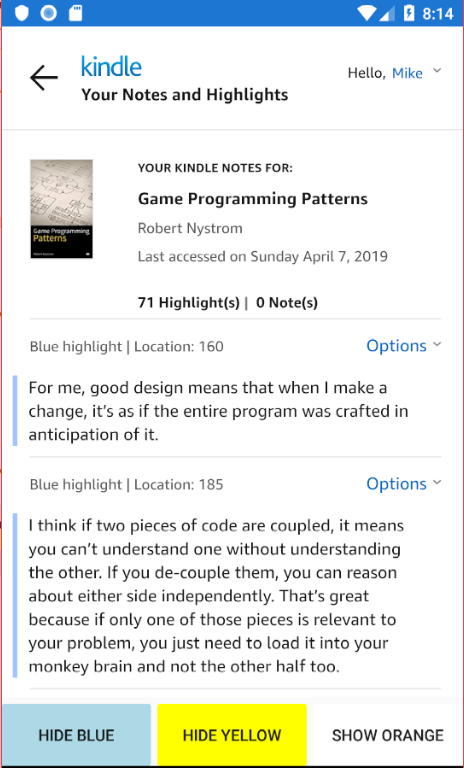 8:14
kindle
Hello, Mike
Your Notes and Highlights
YOUR KINDLE NOTES FOR:
Game Programming Patterns
Robert Nystrom
Last accessed on Sunday April 7, 2019
71 Highlight(s) | 0 Note(s)
Game Programming
Patterns
Robert Nystrom
Blue highlight | Location: 160
Options
For me, good design means that when I make a
change, it’s as if the entire program was crafted in
anticipation of it.
Blue highlight | Location: 185
Options
I think if two pieces of code are coupled, it means
you can’t understand one without understanding
the other. If you de-couple them, you can reason
about either side independently. That’s great
because if only one of those pieces is relevant to
your problem, you just need to load it into your
monkey brain and not the other half too.
HIDE BLUE
HIDE YELLOW
SHOW ORANGE